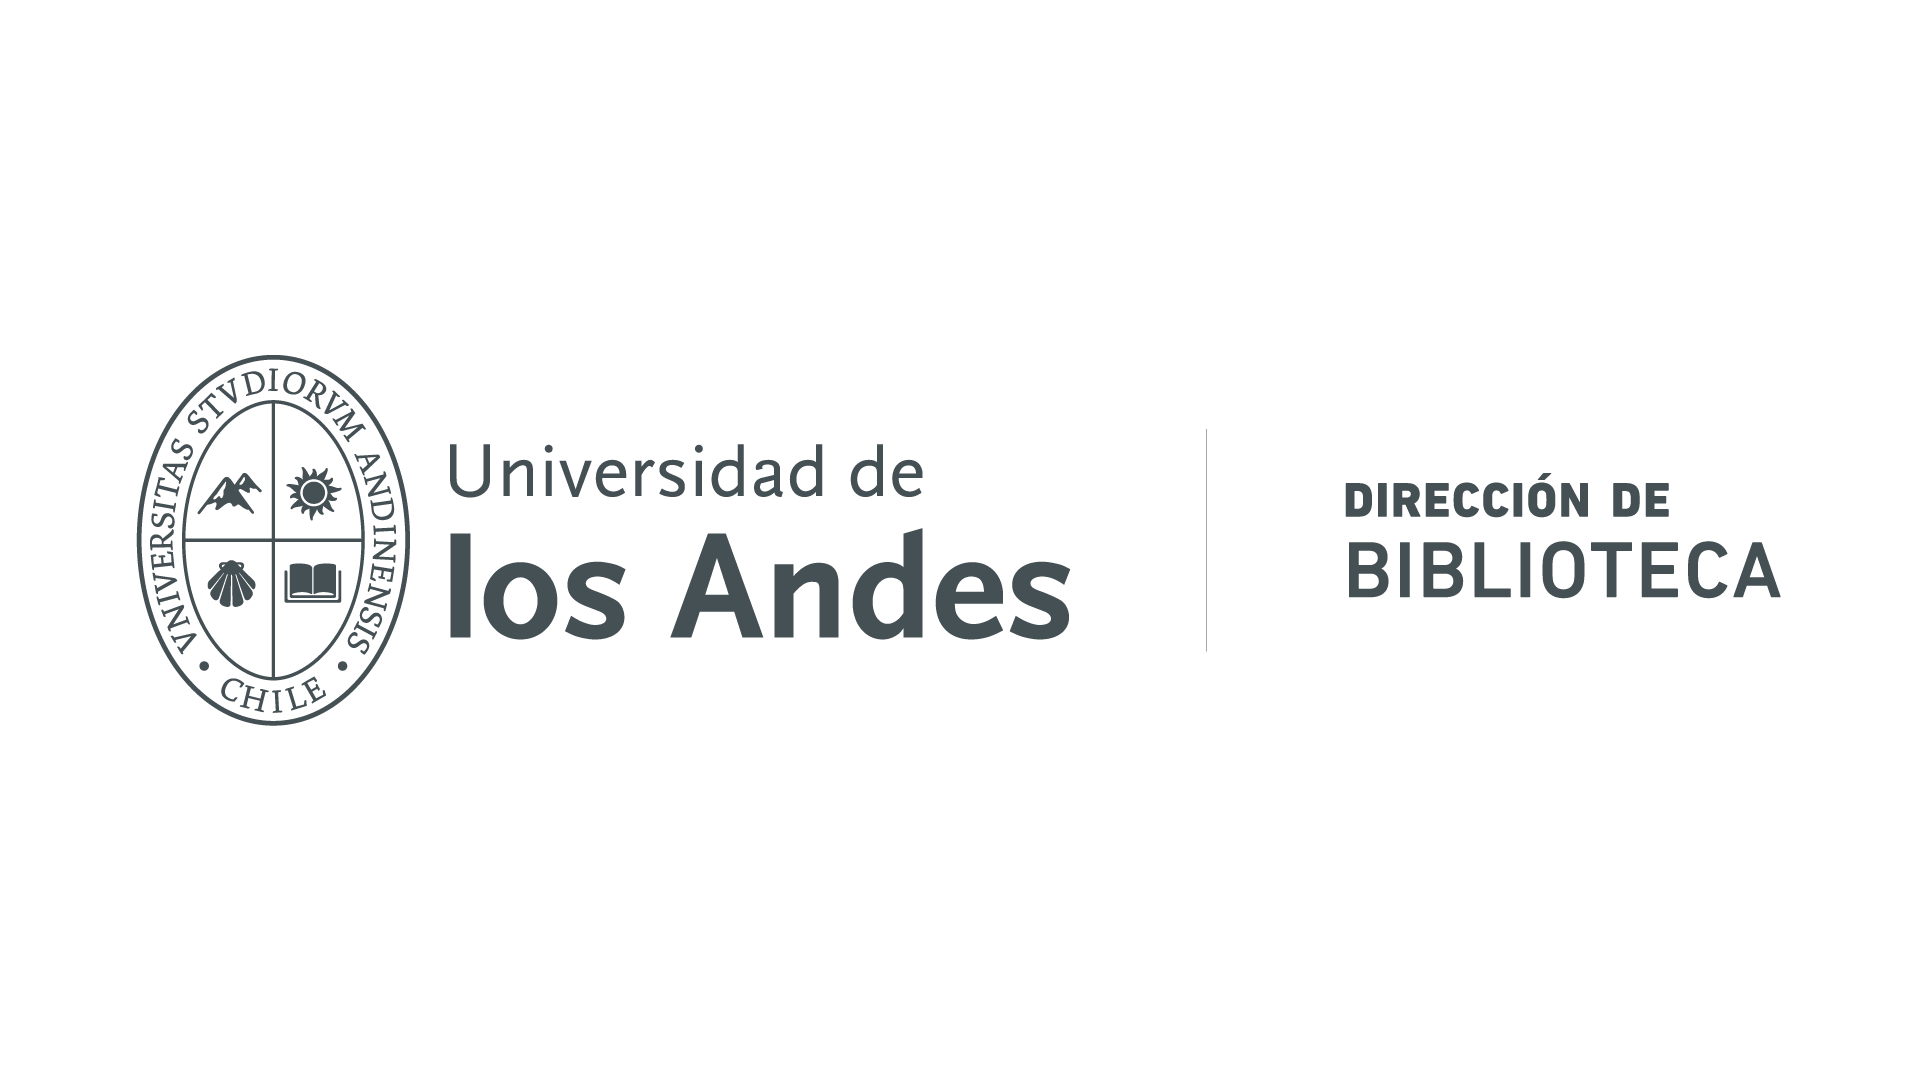 VNIVERSITAS STVDIORVM ANDINENSIS
• CHILE •
Universidad de
los Andes
DIRECCIÓN DE
BIBLIOTECA